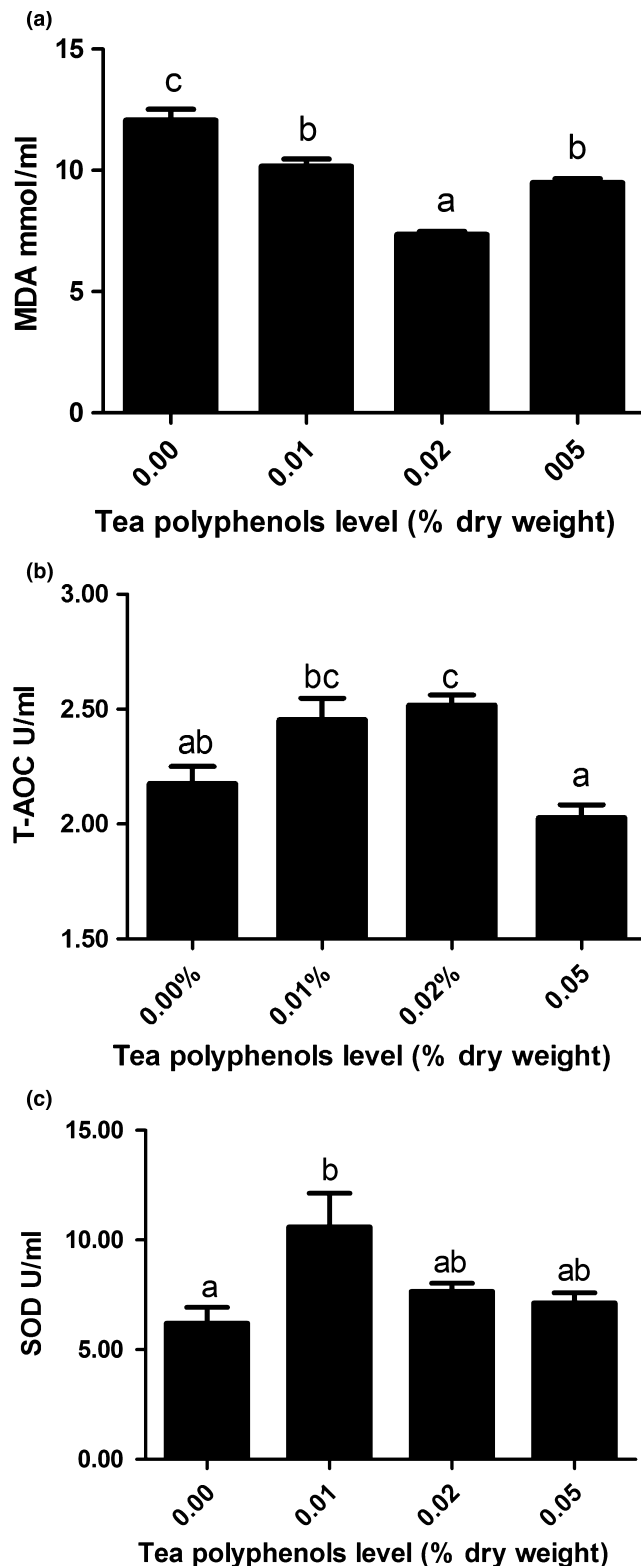 (a)
MDA mmol/ml
15
10
5
0
c
b
a
b
0.00
0.01
0.02
005
Tea polyphenols level (% dry weight)
(b)
T-AOC U/ml
3.00
2.50
2.00
1.50
ab
bc
c
a
0.00%
0.01%
0.02%
0.05
Tea polyphenols level (% dry weight)
(c)
SOD U/ml
15.00
10.00
5.00
0.00
a
b
ab
ab
0.00
0.01
0.02
0.05
Tea polyphenols level (% dry weight)